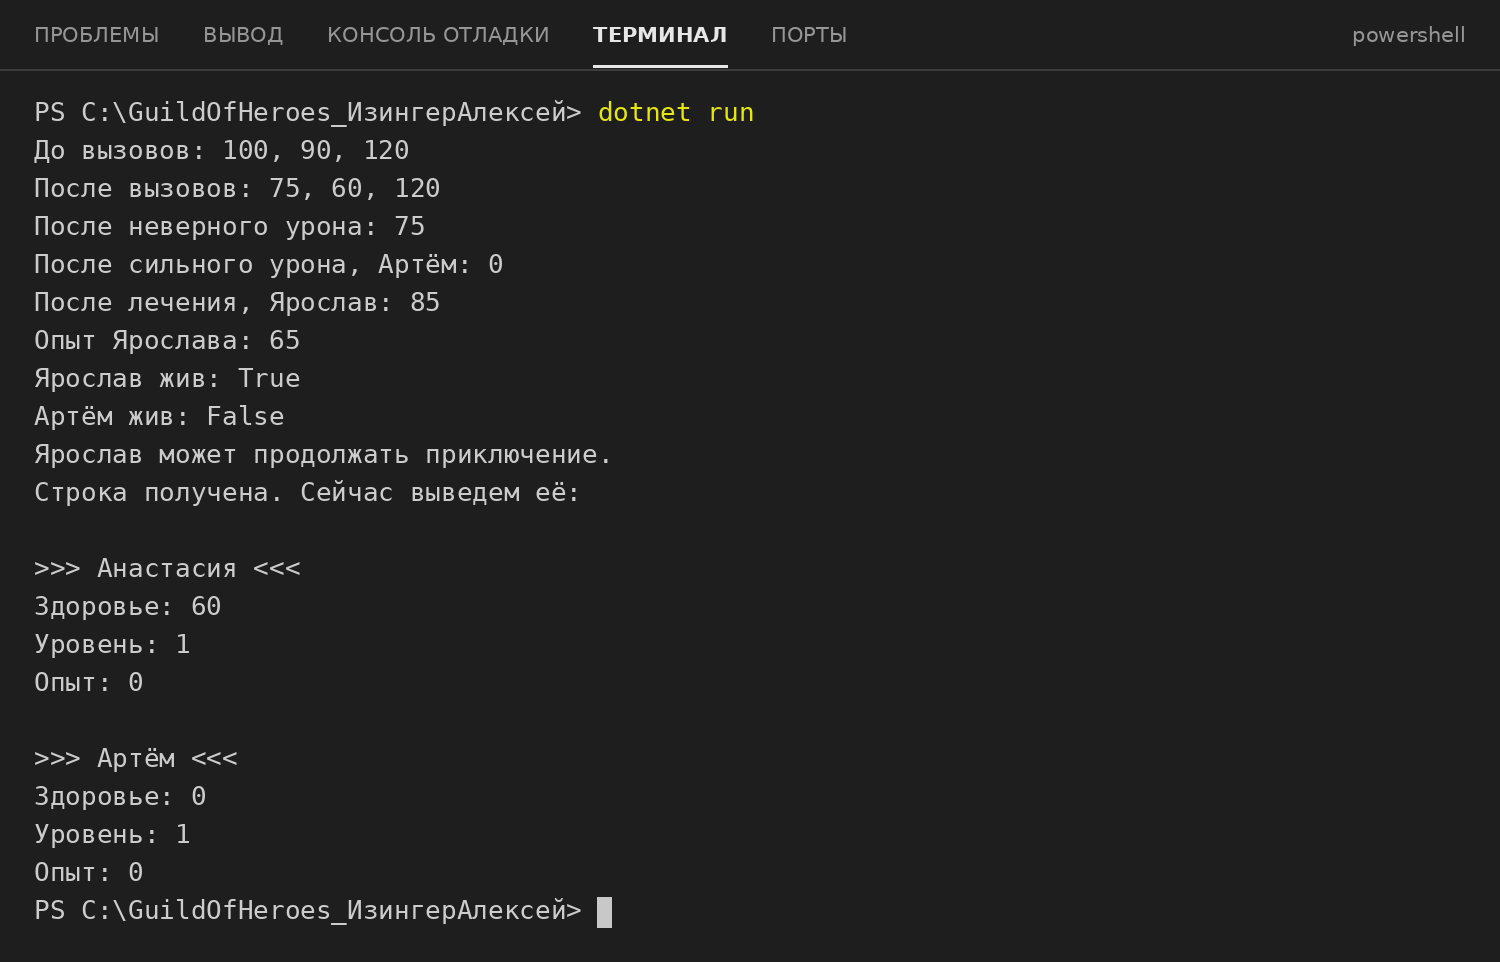 ПРОБЛЕМЫ ВЫВОД КОНСОЛЬ ОТЛАДКИ ТЕРМИНАЛ ПОРТЫ powershell
PS C:\GuildOfHeroes_ИзингерАлексей> dotnet run
До вызовов: 100, 90, 120
После вызовов: 75, 60, 120
После неверного урона: 75
После сильного урона, Артём: 0
После лечения, Ярослав: 85
Опыт Ярослава: 65
Ярослав жив: True
Артём жив: False
Ярослав может продолжать приключение.
Строка получена. Сейчас выведем её:
>>> Анастасия <<<
Здоровье: 60
Уровень: 1
Опыт: 0
>>> Артём <<<
Здоровье: 0
Уровень: 1
Опыт: 0
PS C:\GuildOfHeroes_ИзингерАлексей>